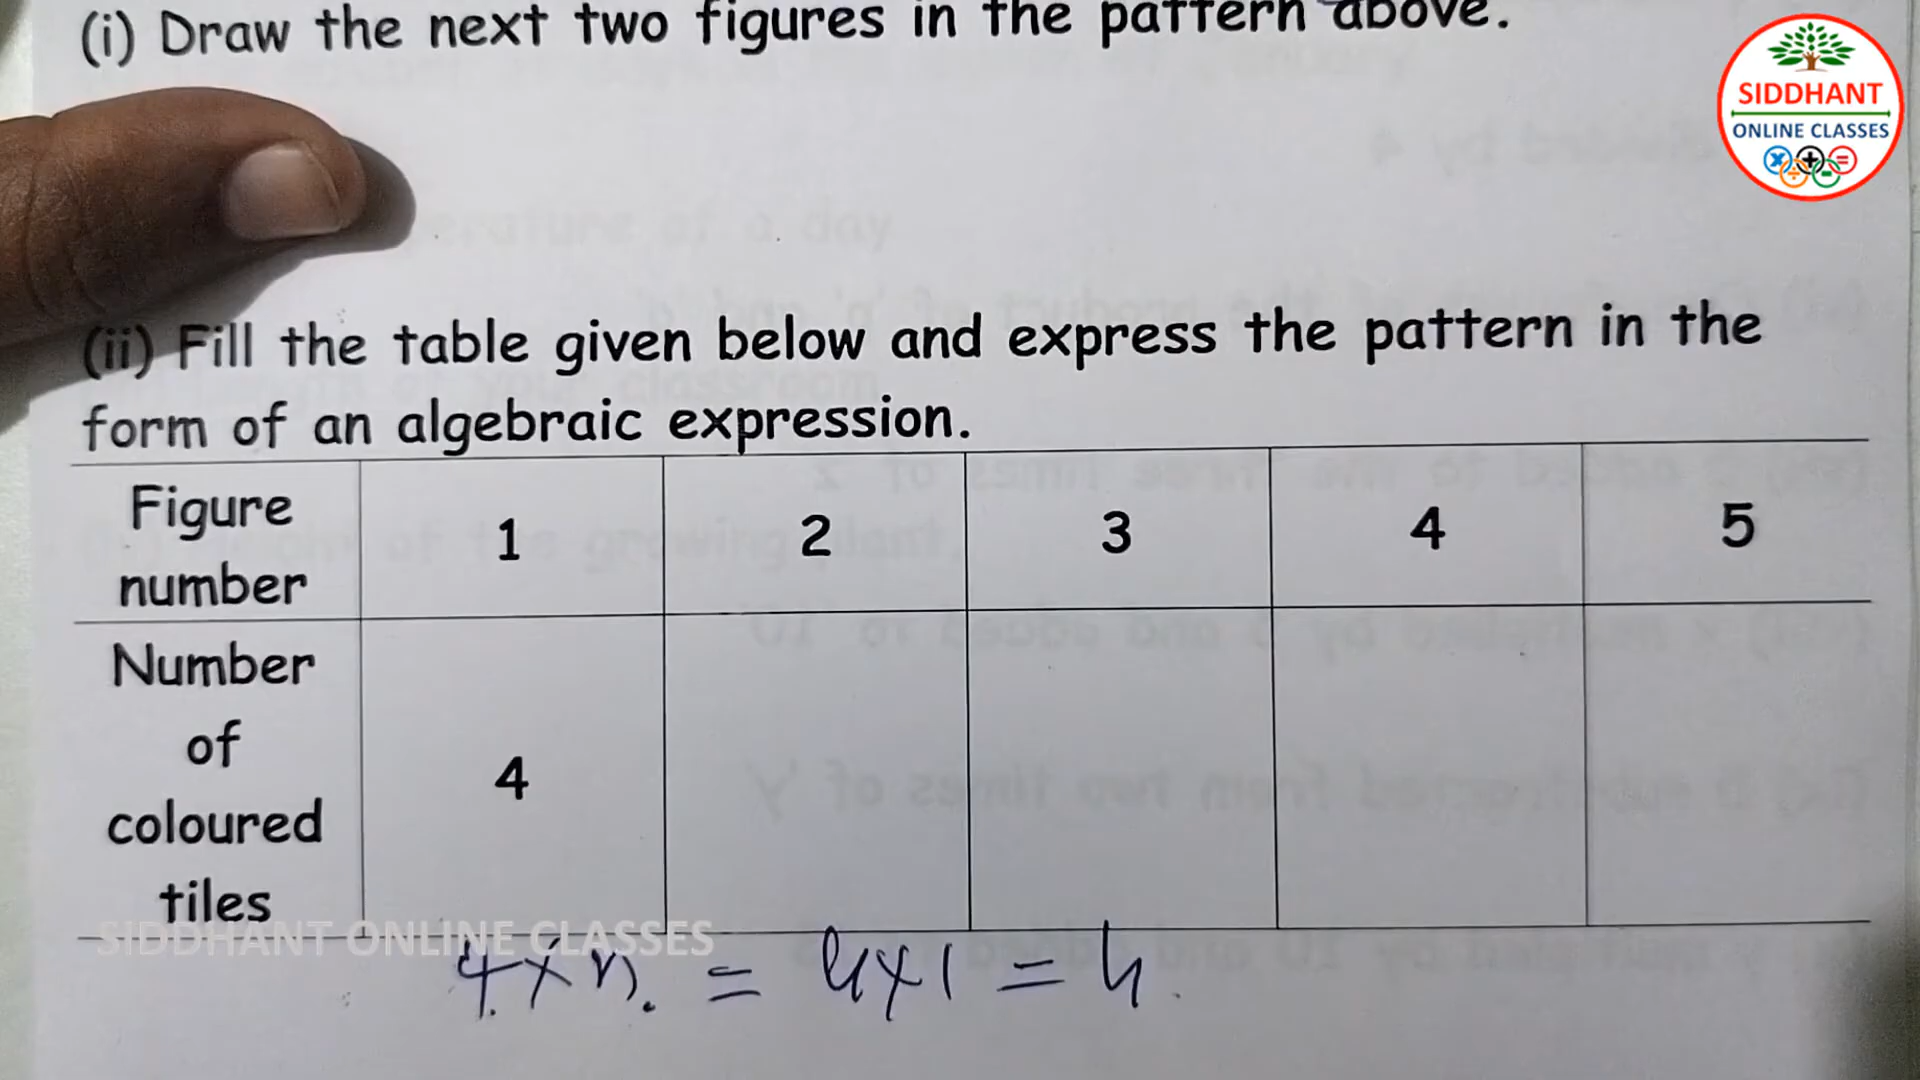 (i) Draw the next two figures in the pattern above.
SIDDHANT
ONLINE CLASSES
(ii) Fill the table given below and express the pattern in the
form of an algebraic expression.
Figure number 1 2 3 4 5
Number of coloured tiles 4
SIDDHANT ONLINE CLASSES
4 × n. = 4×1 = 4.